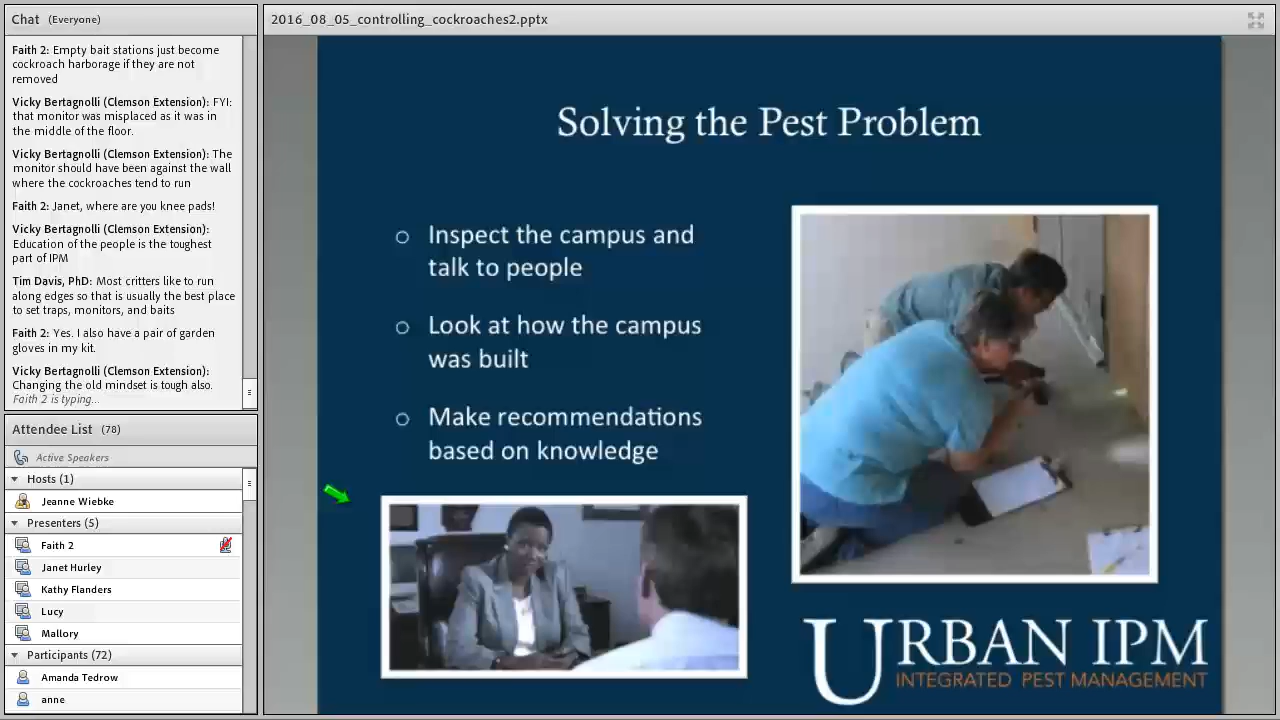 Chat (Everyone)
Faith 2: Empty bait stations just become
cockroach harborage if they are not
removed
Vicky Bertagnolli (Clemson Extension): FYI:
that monitor was misplaced as it was in
the middle of the floor.
Vicky Bertagnolli (Clemson Extension): The
monitor should have been against the wall
where the cockroaches tend to run
Faith 2: Janet, where are you knee pads!
Vicky Bertagnolli (Clemson Extension):
Education of the people is the toughest
part of IPM
Tim Davis, PhD: Most critters like to run
along edges so that is usually the best place
to set traps, monitors, and baits
Faith 2: Yes. I also have a pair of garden
gloves in my kit.
Vicky Bertagnolli (Clemson Extension):
Changing the old mindset is tough also.
Faith 2 is typing...
Attendee List (78)
Active Speakers
Hosts (1)
Jeanne Wiebke
Presenters (5)
Faith 2
Janet Hurley
Kathy Flanders
Lucy
Mallory
Participants (72)
Amanda Tedrow
anne
2016_08_05_controlling_cockroaches2.pptx
Solving the Pest Problem
Inspect the campus and
talk to people
Look at how the campus
was built
Make recommendations
based on knowledge
URBAN IPM
INTEGRATED PEST MANAGEMENT